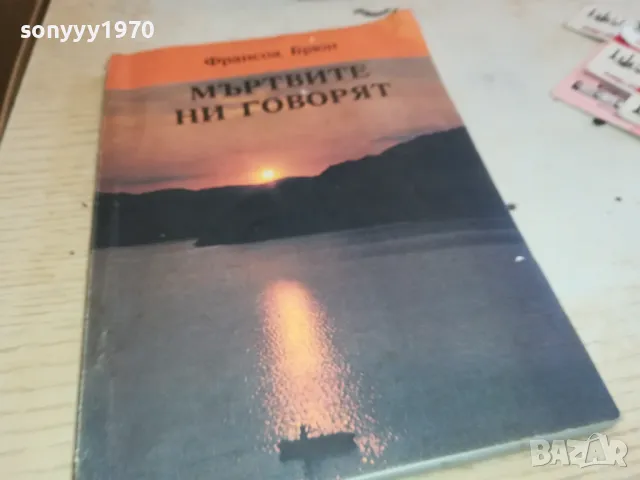 sonyyy1970
Франсоа Брюн
МЪРТВИТЕ
НИ ГОВОРЯТ
BAZAR